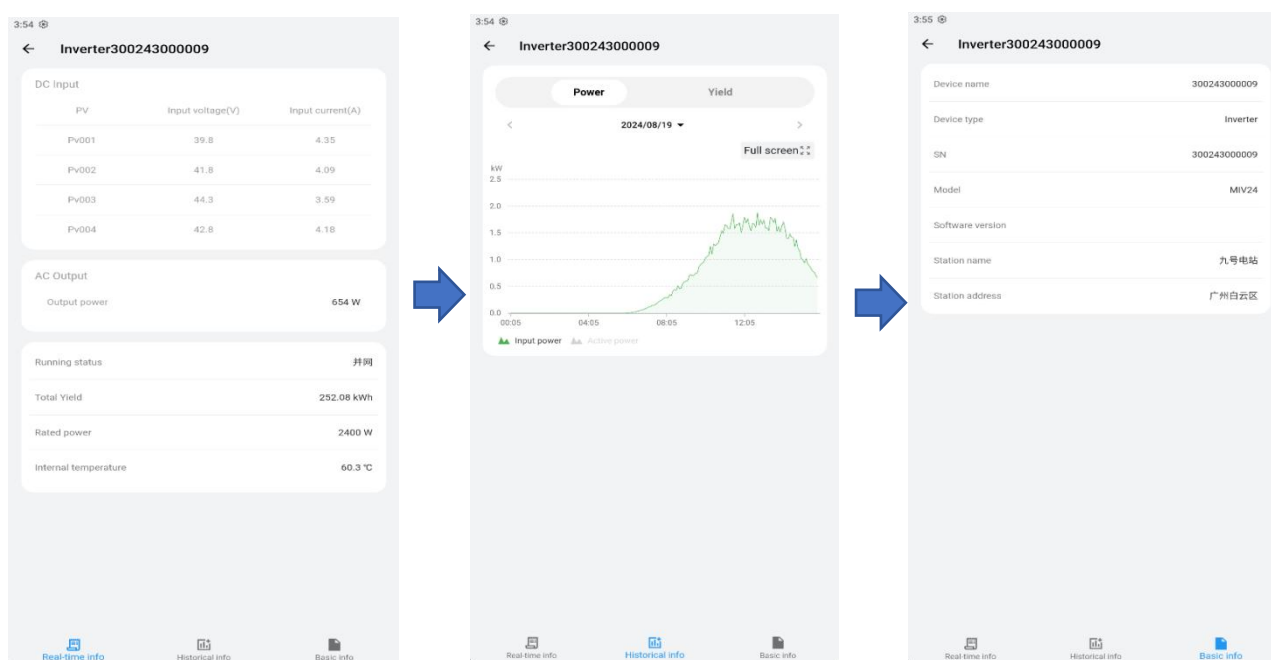 3:54
Inverter300243000009
DC Input
PV Input voltage(V) Input current(A)
Pv001 39.8 4.35
Pv002 41.8 4.09
Pv003 44.3 3.59
Pv004 42.8 4.18
AC Output
Output power 654 W
Running status 并网
Total Yield 252.08 kWh
Rated power 2400 W
Internal temperature 60.3 ℃
Real-time info Historical info Basic info
3:54
Inverter300243000009
Power Yield
2024/08/19
Full screen
kW
2.5
2.0
1.5
1.0
0.5
0.0
00:05 04:05 08:05 12:05
Input power Active power
Real-time info Historical info Basic info
3:55
Inverter300243000009
Device name 300243000009
Device type Inverter
SN 300243000009
Model MIV24
Software version
Station name 九号电站
Station address 广州白云区
Real-time info Historical info Basic info